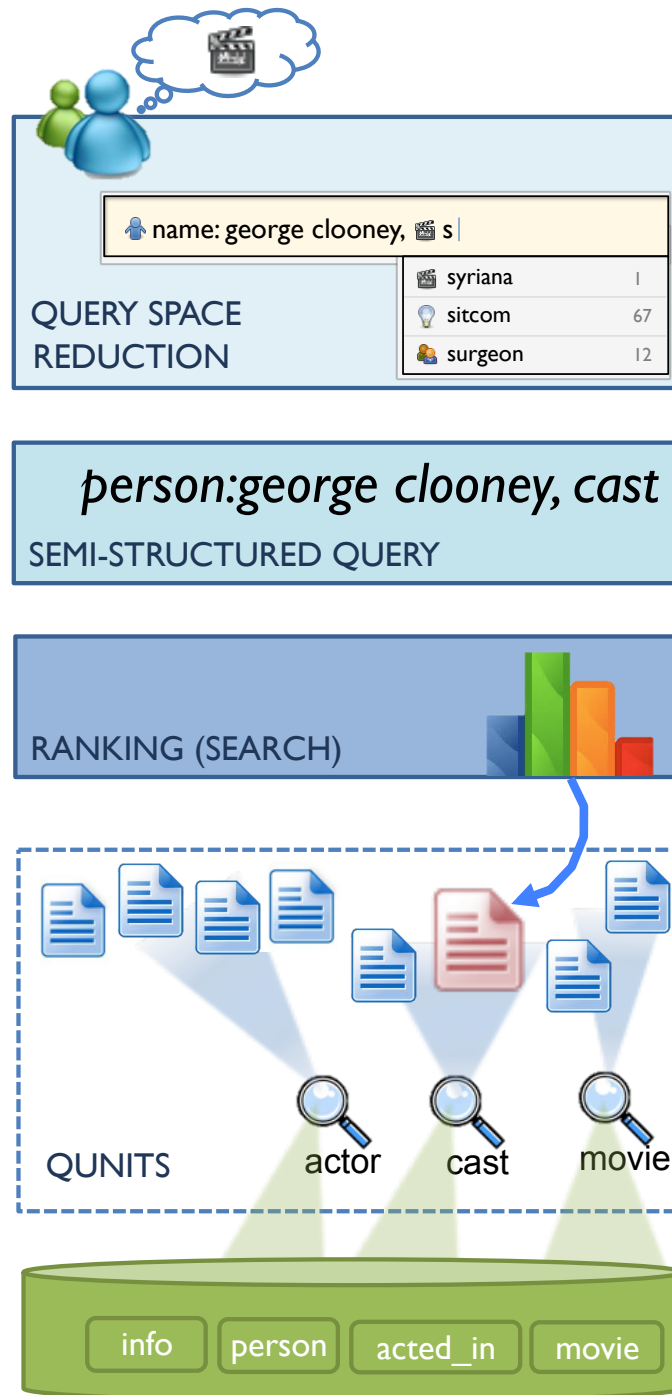 name: george clooney, s
syriana 1
sitcom 67
surgeon 12
QUERY SPACE
REDUCTION
person:george clooney, cast
SEMI-STRUCTURED QUERY
RANKING (SEARCH)
actor cast movie
QUNITS
info person acted_in movie